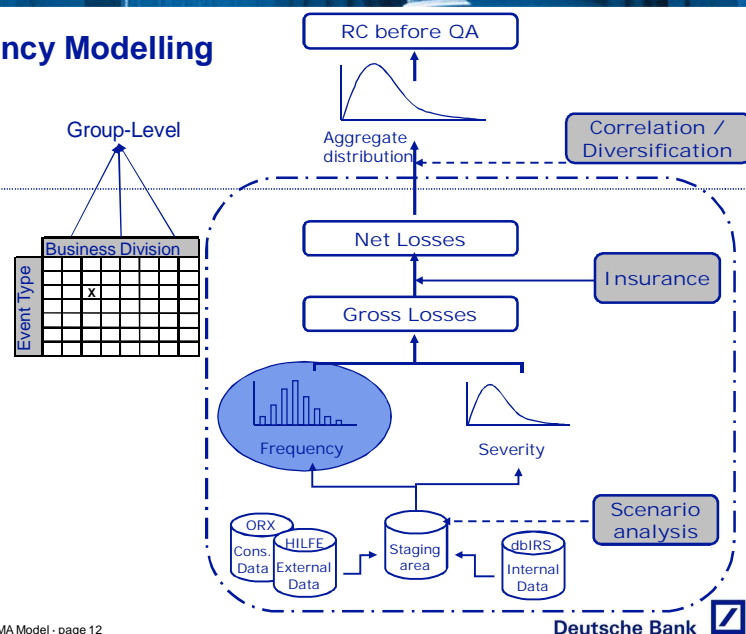 ncy Modelling
RC before QA
Group-Level
Aggregate
distribution
Correlation /
Diversification
Business Division
Event Type
X
Net Losses
Insurance
Gross Losses
Frequency
Severity
Scenario
analysis
ORX
Cons.
Data
HILFE
External
Data
Staging
area
dbIRS
Internal
Data
MA Model - page 12
Deutsche Bank